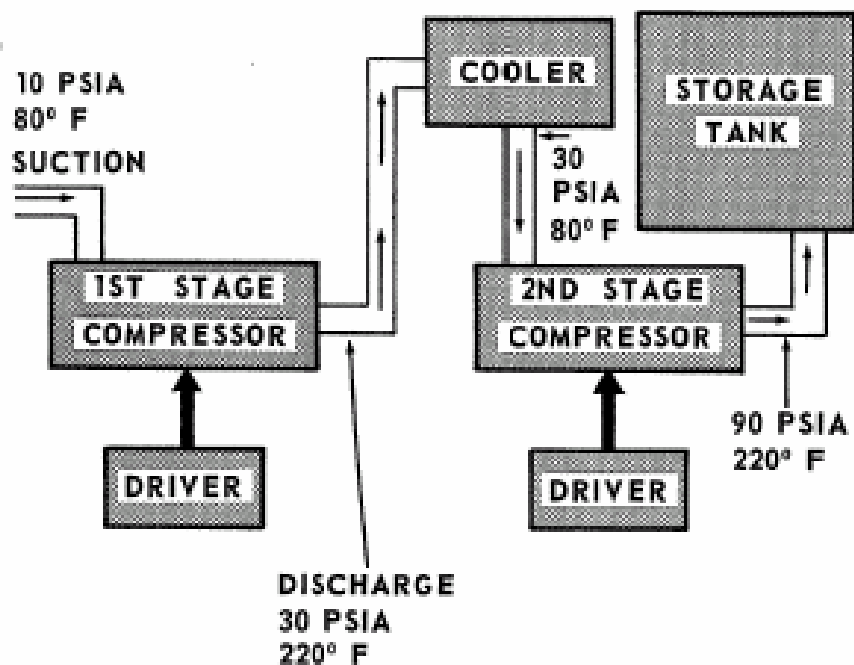 10 PSIA
80° F
SUCTION
COOLER
STORAGE
TANK
30
PSIA
80° F
1ST STAGE
COMPRESSOR
2ND STAGE
COMPRESSOR
DRIVER
DRIVER
90 PSIA
220° F
DISCHARGE
30 PSIA
220° F